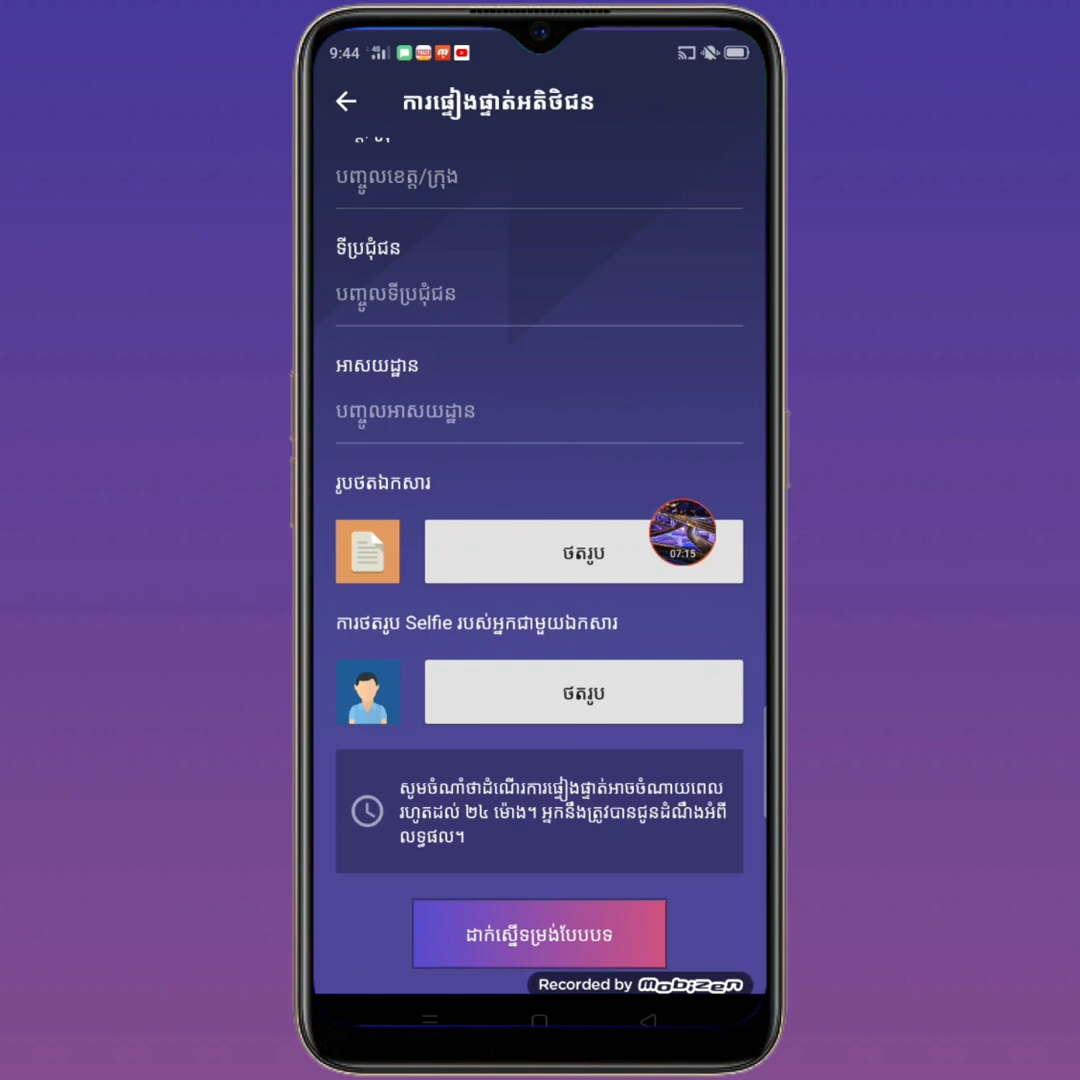 9:44
ការផ្ទៀងផ្ទាត់អតិថិជន
បញ្ចូលខេត្ត/ក្រុង
ទីប្រជុំជន
បញ្ចូលទីប្រជុំជន
អាសយដ្ឋាន
បញ្ចូលអាសយដ្ឋាន
រូបថតឯកសារ
ថតរូប
07:15
ការថតរូប Selfie របស់អ្នកជាមួយឯកសារ
ថតរូប
សូមចំណាំថាដំណើរការផ្ទៀងផ្ទាត់អាចចំណាយពេល
រហូតដល់ ២៤ ម៉ោង។ អ្នកនឹងត្រូវបានជូនដំណឹងអំពី
លទ្ធផល។
ដាក់ស្នើទម្រង់បែបបទ
Recorded by mobizen